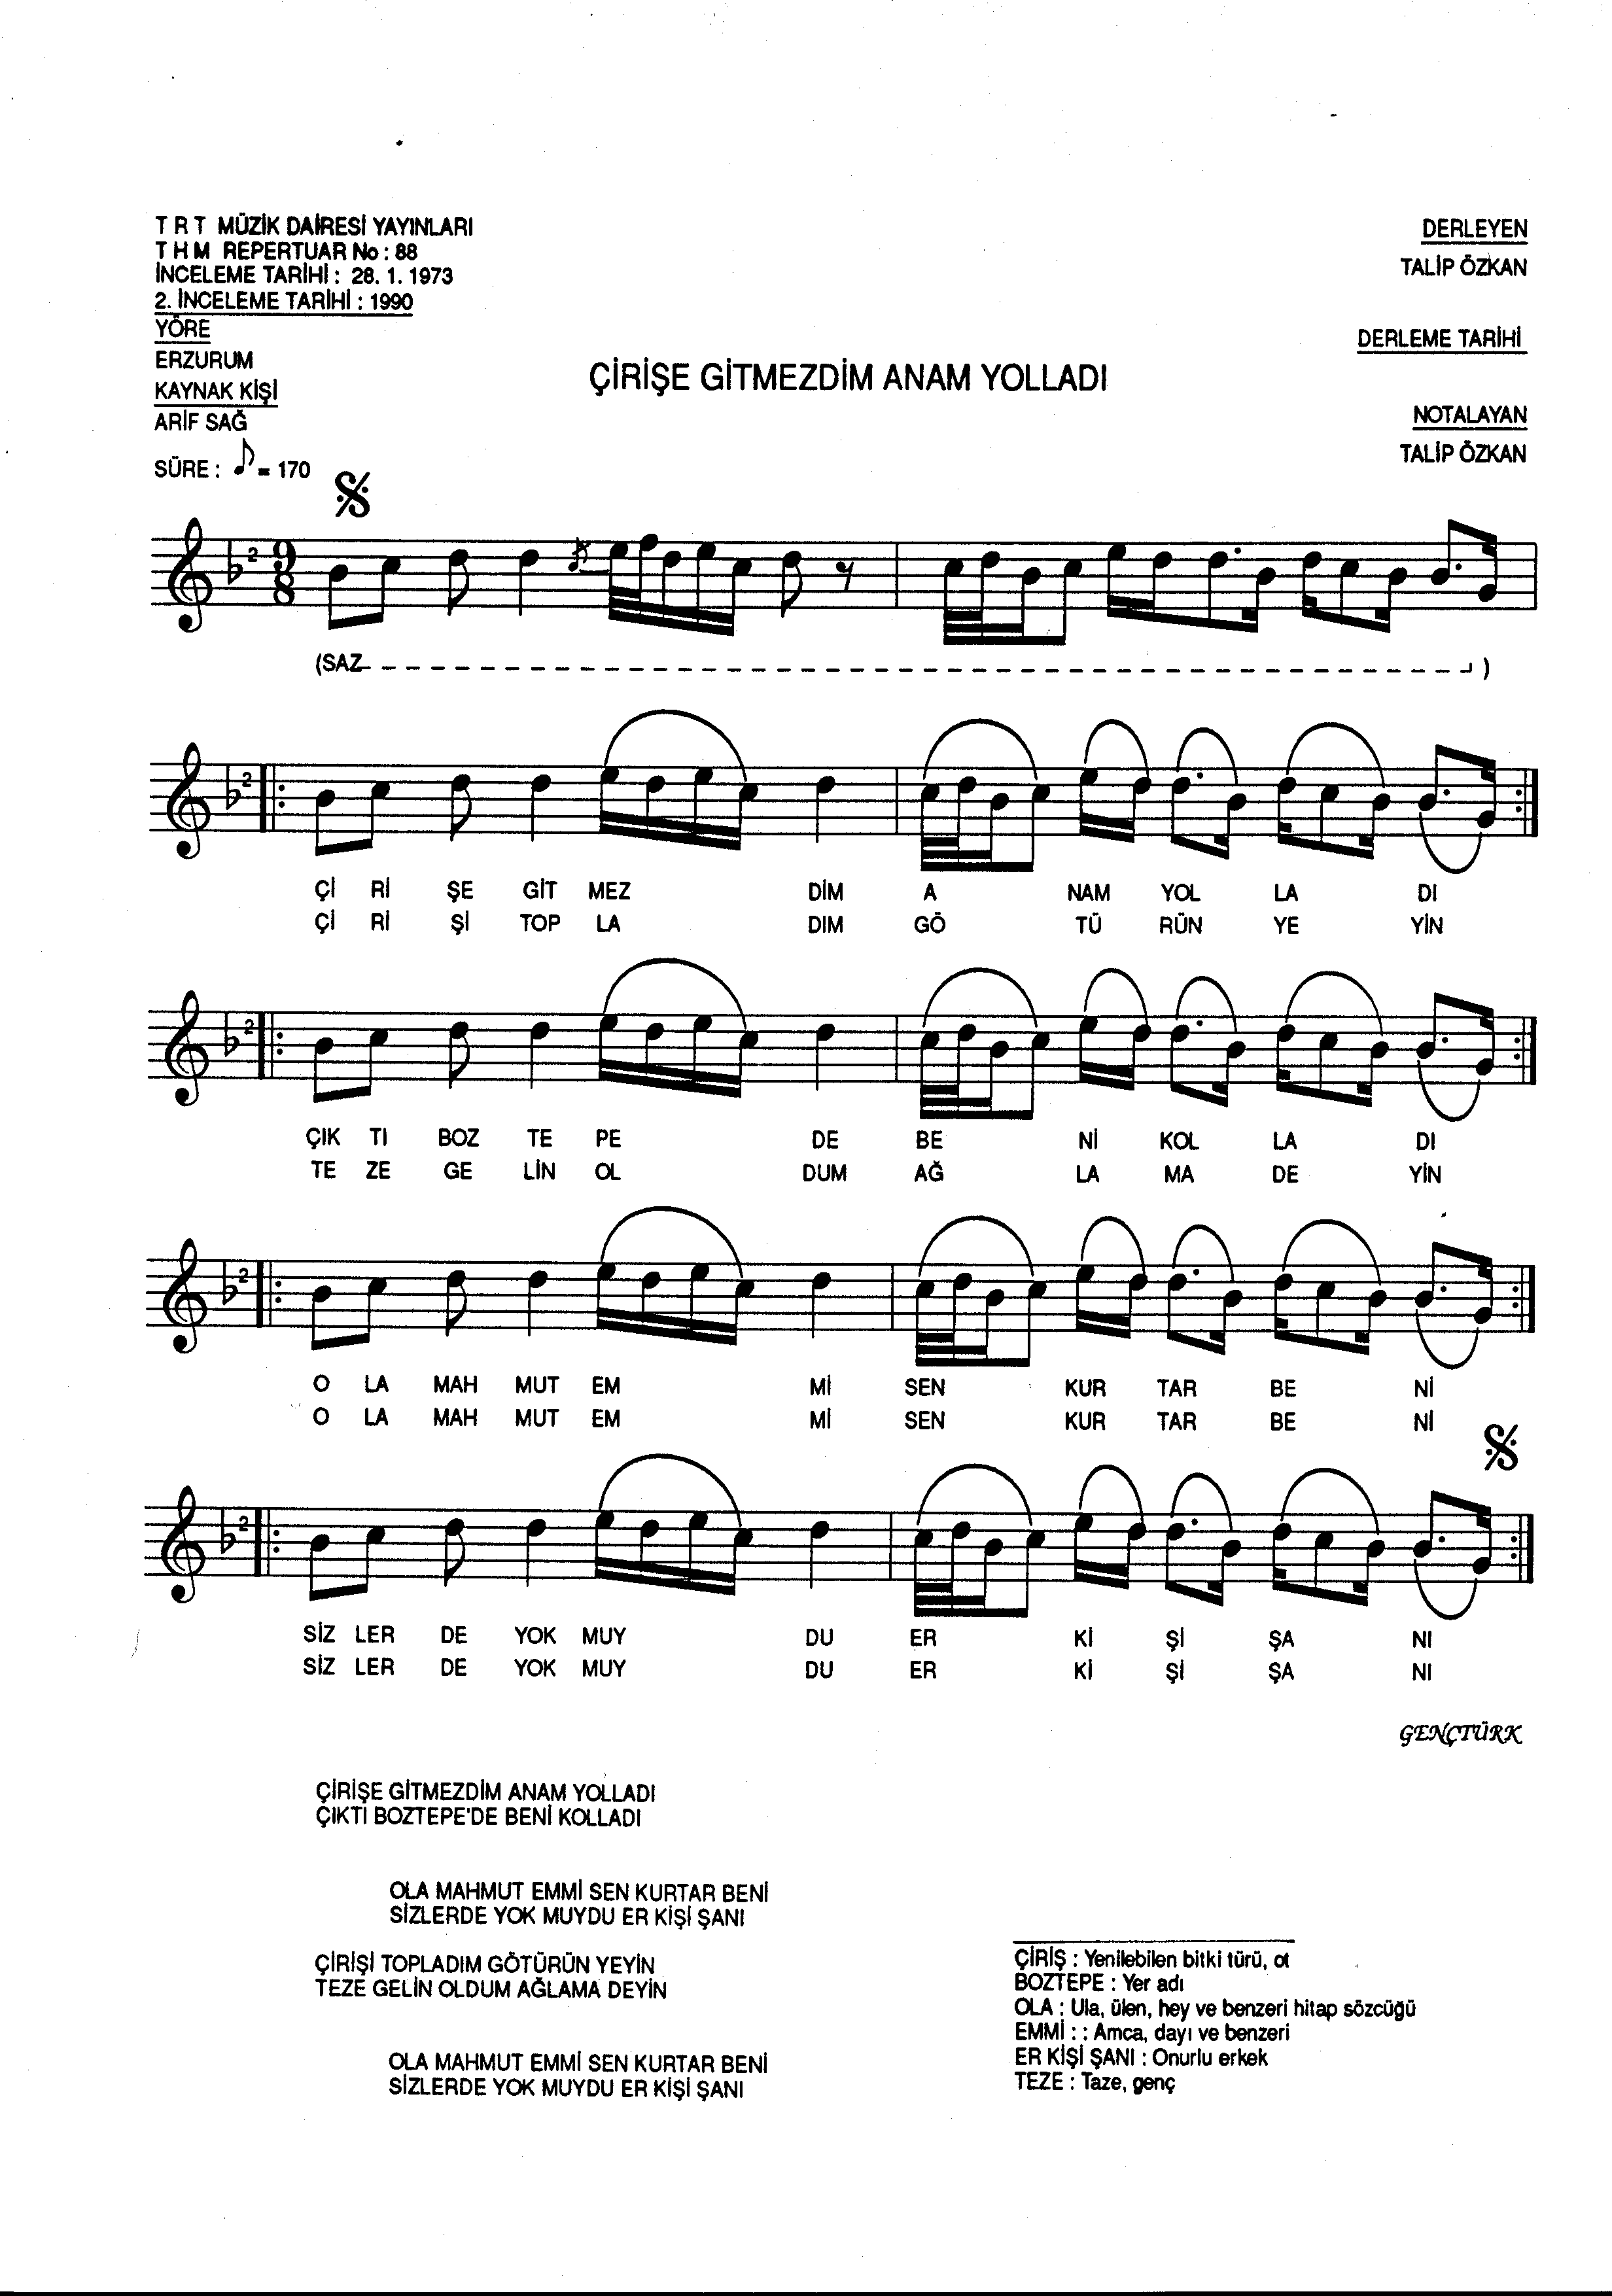 T R T MÜZİK DAİRESİ YAYINLARI
T H M REPERTUAR No : 88
İNCELEME TARİHİ : 28. 1. 1973
2. İNCELEME TARİHİ : 1990
YÖRE
ERZURUM
KAYNAK KİŞİ
ARİF SAĞ
SÜRE : ♪ = 170
DERLEYEN
TALİP ÖZKAN
DERLEME TARİHİ
NOTALAYAN
TALİP ÖZKAN
ÇİRİŞE GİTMEZDİM ANAM YOLLADI
2
9
8
(SAZ )
2
Çİ Rİ ŞE GİT MEZ DİM A NAM YOL LA DI
Çİ Rİ Şİ TOP LA DIM GÖ TÜ RÜN YE YİN
2
ÇIK TI BOZ TE PE DE BE Nİ KOL LA DI
TE ZE GE LİN OL DUM AĞ LA MA DE YİN
2
O LA MAH MUT EM Mİ SEN KUR TAR BE Nİ
O LA MAH MUT EM Mİ SEN KUR TAR BE Nİ
2
SİZ LER DE YOK MUY DU ER Kİ Şİ ŞA NI
SİZ LER DE YOK MUY DU ER Kİ Şİ ŞA NI
GENÇTÜRK
ÇİRİŞE GİTMEZDİM ANAM YOLLADI
ÇIKTI BOZTEPE'DE BENİ KOLLADI
OLA MAHMUT EMMİ SEN KURTAR BENİ
SİZLERDE YOK MUYDU ER KİŞİ ŞANI
ÇİRİŞİ TOPLADIM GÖTÜRÜN YEYİN
TEZE GELİN OLDUM AĞLAMA DEYİN
OLA MAHMUT EMMİ SEN KURTAR BENİ
SİZLERDE YOK MUYDU ER KİŞİ ŞANI
ÇİRİŞ : Yenilebilen bitki türü, ot
BOZTEPE : Yer adı
OLA : Ula, ülen, hey ve benzeri hitap sözcüğü
EMMİ : : Amca, dayı ve benzeri
ER KİŞİ ŞANI : Onurlu erkek
TEZE : Taze, genç